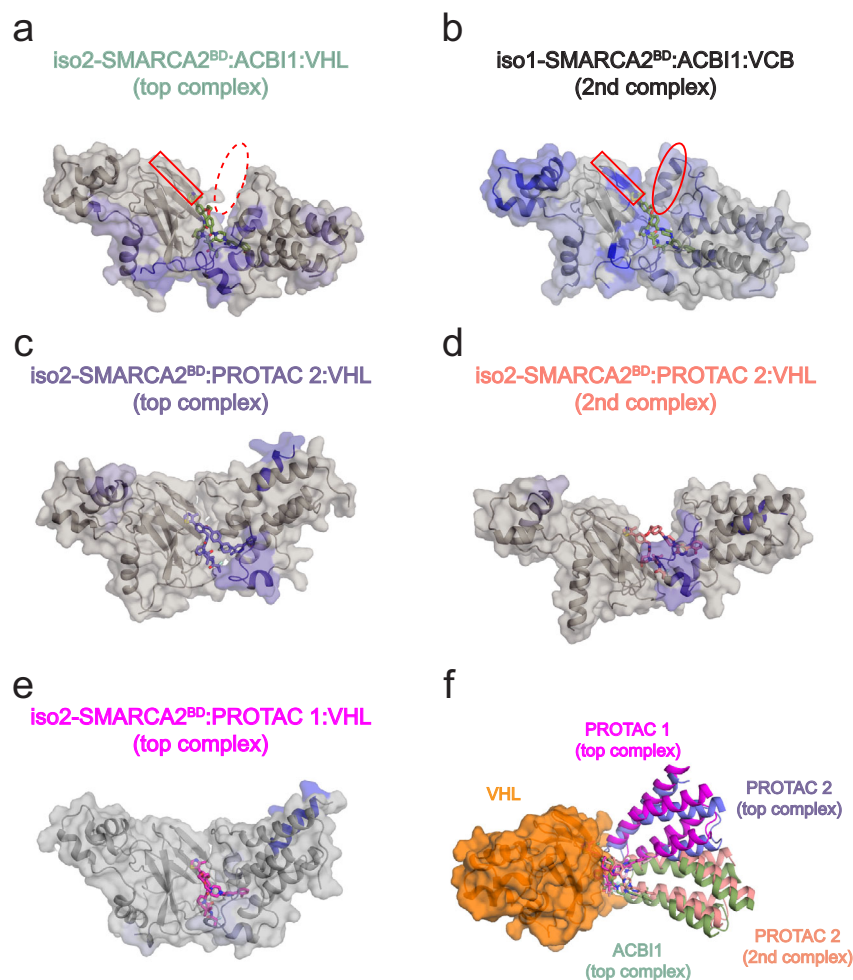 a
iso2-SMARCA2BD:ACBI1:VHL
(top complex)
b
iso1-SMARCA2BD:ACBI1:VCB
(2nd complex)
c
iso2-SMARCA2BD:PROTAC 2:VHL
(top complex)
d
iso2-SMARCA2BD:PROTAC 2:VHL
(2nd complex)
e
iso2-SMARCA2BD:PROTAC 1:VHL
(top complex)
f
PROTAC 1
(top complex)
VHL
PROTAC 2
(top complex)
ACBI1
(top complex)
PROTAC 2
(2nd complex)